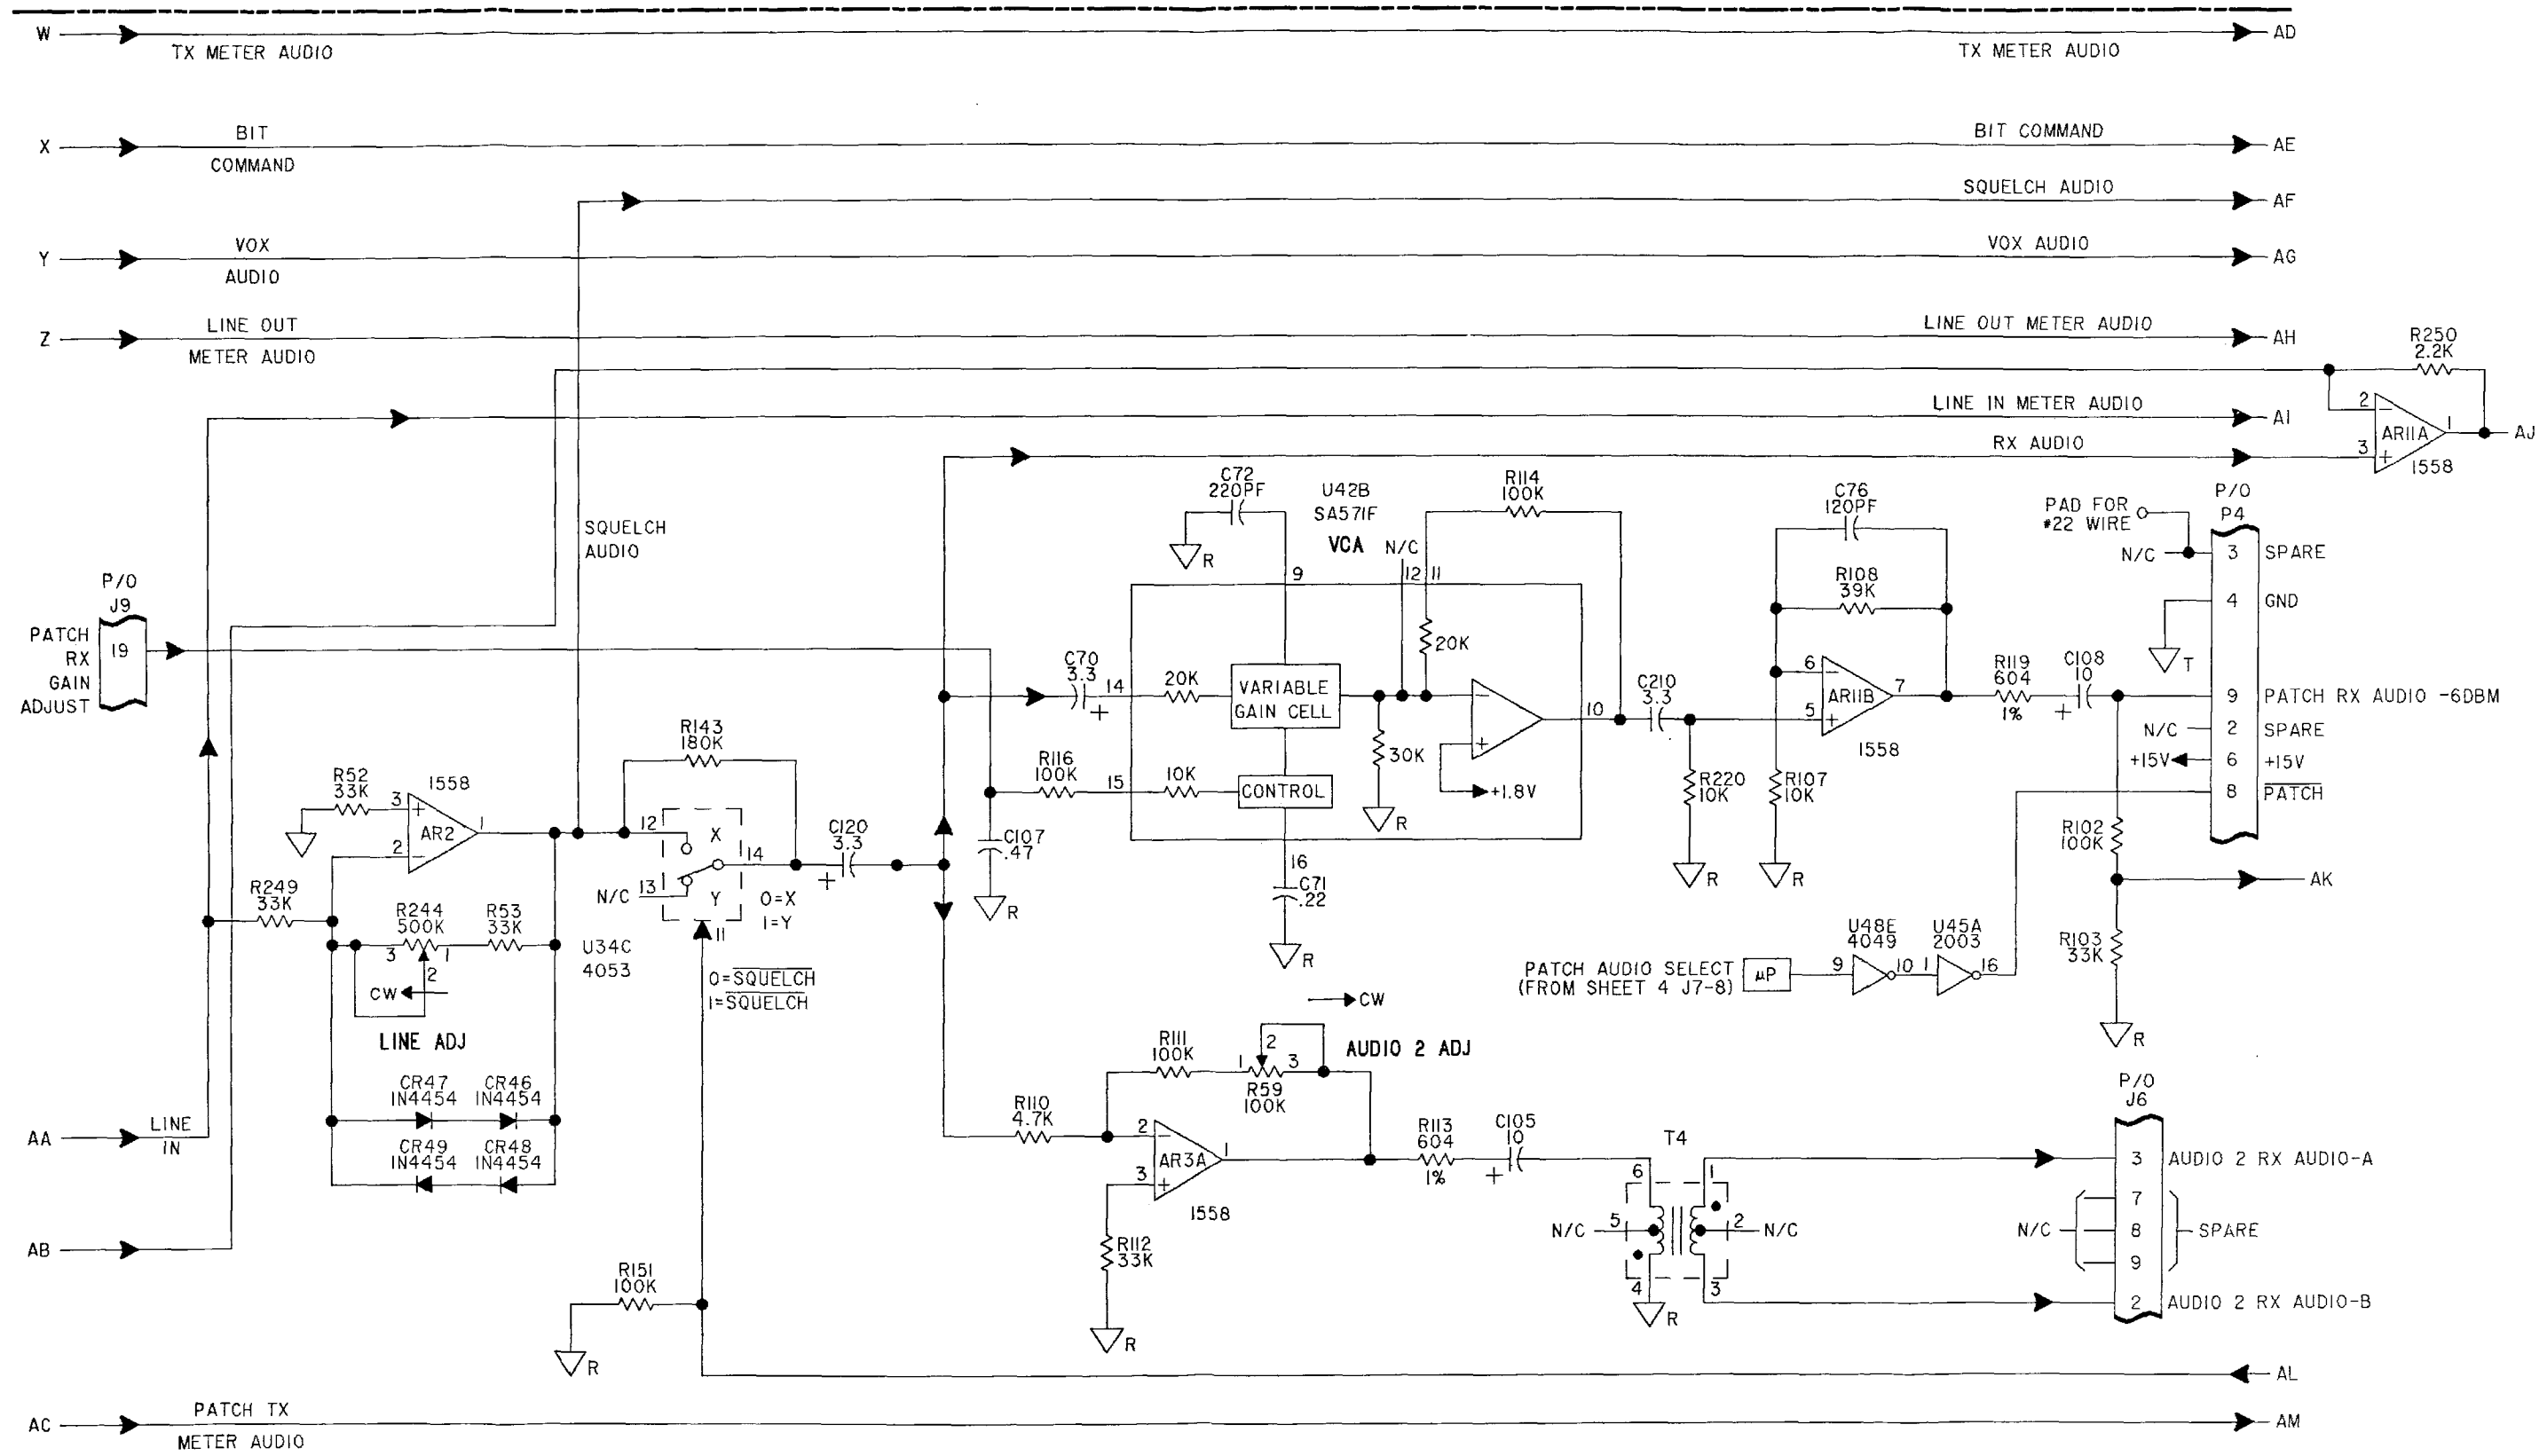 W
TX METER AUDIO
TX METER AUDIO
AD
X
BIT
COMMAND
BIT COMMAND
AE
SQUELCH AUDIO
AF
Y
VOX
AUDIO
VOX AUDIO
AG
Z
LINE OUT
METER AUDIO
LINE OUT METER AUDIO
AH
R250
2.2K
LINE IN METER AUDIO
AI
2
−
AR11A
1
AJ
3
+
1558
RX AUDIO
C72
220PF
U42B
SA571F
VCA
N/C
R114
100K
C76
120PF
PAD FOR
#22 WIRE
P/O
P4
N/C
3
SPARE
SQUELCH
AUDIO
R
9
12
11
R108
39K
4
GND
T
P/O
J9
PATCH
RX
GAIN
ADJUST
19
C70
3.3
+
14
20K
VARIABLE
GAIN CELL
20K
−
+
10
C210
3.3
6
−
AR11B
7
5
+
1558
R119
604
1%
C108
10
+
9
PATCH RX AUDIO -6DBM
N/C
2
SPARE
+15V
6
+15V
8
PATCH
R143
180K
R116
100K
15
10K
CONTROL
30K
R
+1.8V
R220
10K
R
R107
10K
R
R52
33K
1558
3
+
AR2
1
2
−
12
X
14
N/C
13
Y
0=X
1=Y
11
C120
3.3
+
C107
.47
R
16
C71
.22
R
R102
100K
AK
R103
33K
R
R249
33K
R244
500K
3
1
2
CW
R53
33K
LINE ADJ
U34C
4053
0=SQUELCH
1=SQUELCH
PATCH AUDIO SELECT
(FROM SHEET 4 J7-8)
µP
9
U48E
4049
10
1
U45A
2003
16
CW
R111
100K
1
2
3
R59
100K
AUDIO 2 ADJ
CR47
1N4454
CR46
1N4454
CR49
1N4454
CR48
1N4454
AA
LINE
IN
AB
R110
4.7K
2
−
AR3A
1
3
+
1558
R112
33K
R
R113
604
1%
C105
10
+
T4
6
1
N/C
5
2
N/C
4
3
R
P/O
J6
3
AUDIO 2 RX AUDIO-A
7
N/C
8
SPARE
9
2
AUDIO 2 RX AUDIO-B
R151
100K
R
AL
AC
PATCH TX
METER AUDIO
AM